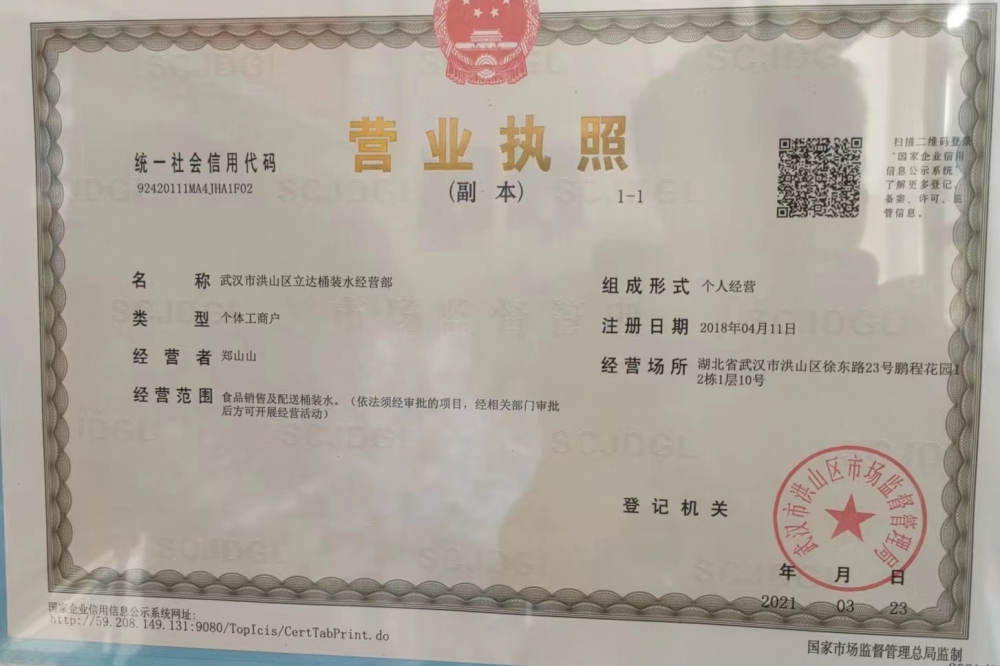 营业执照
(副 本)
1-1
统一社会信用代码
92420111MA4JHA1F02
扫描二维码登录
"国家企业信用
信息公示系统"
了解更多登记、
备案、许可、监
管信息。
名 称 武汉市洪山区立达桶装水经营部
类 型 个体工商户
经营者 郑山山
经营范围 食品销售及配送桶装水。(依法须经审批的项目,经相关部门审批
后方可开展经营活动)
组成形式 个人经营
注册日期 2018年04月11日
经营场所 湖北省武汉市洪山区徐东路23号鹏程花园1
2栋1层10号
登记机关
武汉市洪山区市场监督管理局
年 月 日
2021 03 23
国家企业信用信息公示系统网址:
http://59.208.149.131:9080/TopIcis/CertTabPrint.do
国家市场监督管理总局监制
SCJDGL
市场监督管理